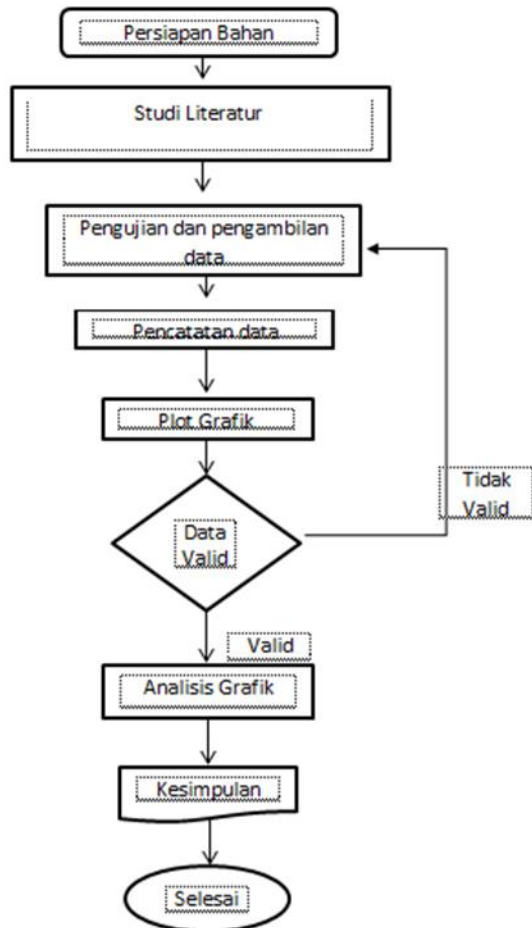 Persiapan Bahan
Studi Literatur
Pengujian dan pengambilan
data
Pencatatan data
Plot Grafik
Data
Valid
Tidak
Valid
Valid
Analisis Grafik
Kesimpulan
Selesai